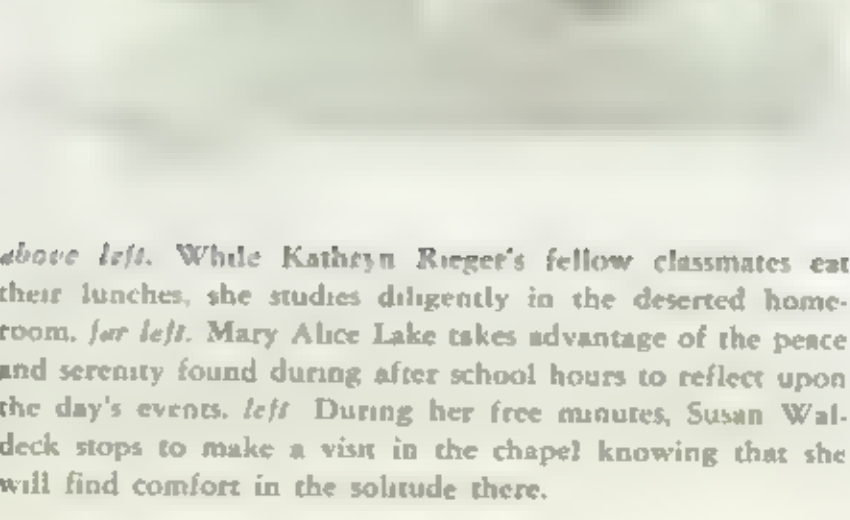 above left. While Kathryn Rieger's fellow classmates eat
their lunches, she studies diligently in the deserted home-
room. far left. Mary Alice Lake takes advantage of the peace
and serenity found during after school hours to reflect upon
the day's events. left During her free minutes, Susan Wal-
deck stops to make a visit in the chapel knowing that she
will find comfort in the solitude there.